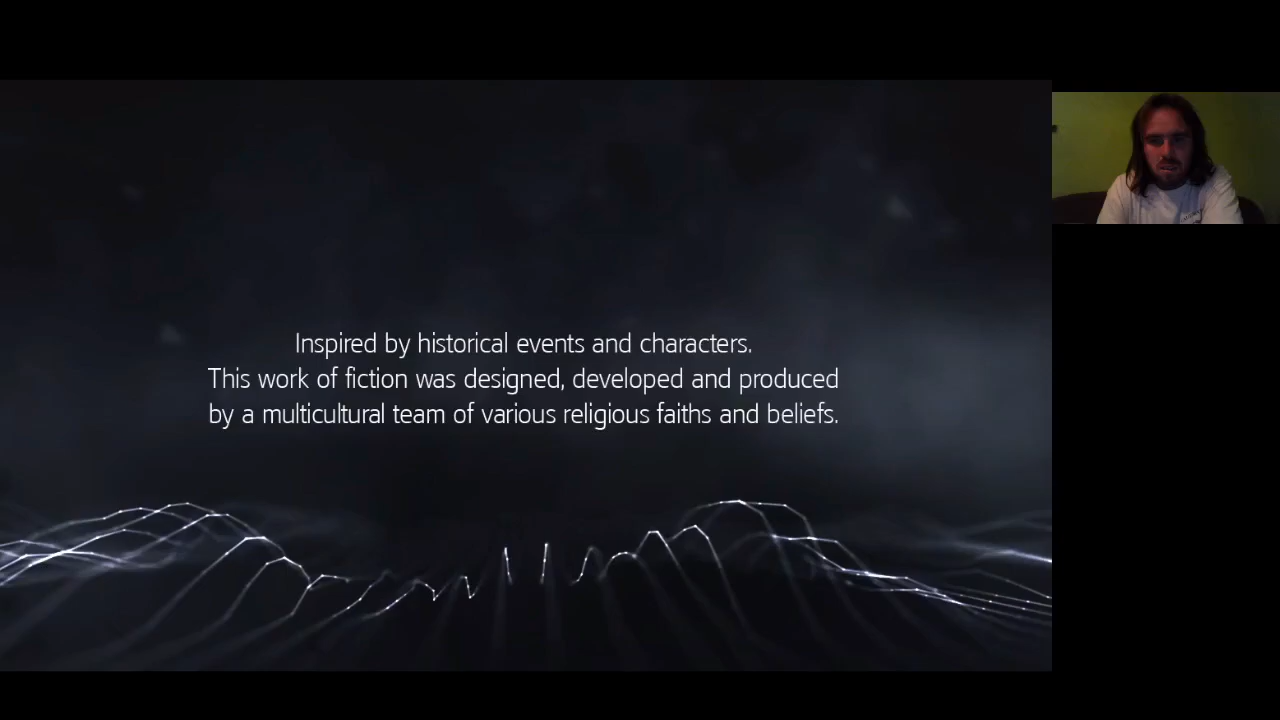 Inspired by historical events and characters.
This work of fiction was designed, developed and produced
by a multicultural team of various religious faiths and beliefs.